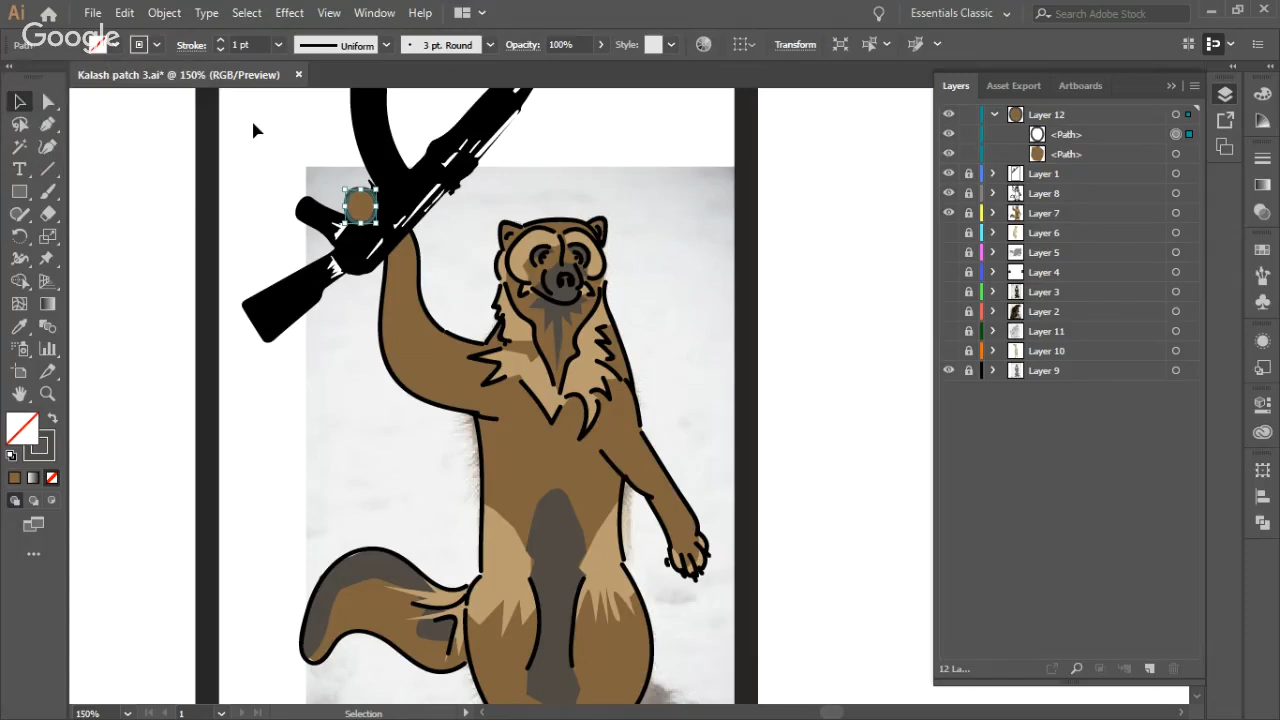 Ai File Edit Object Type Select Effect View Window Help Essentials Classic Search Adobe Stock
Google
Path Stroke: 1 pt Uniform 3 pt. Round Opacity: 100% Style: Transform
Kalash patch 3.ai* @ 150% (RGB/Preview) ×
Layers Asset Export Artboards
Layer 12
<Path>
<Path>
Layer 1
Layer 8
Layer 7
Layer 6
Layer 5
Layer 4
Layer 3
Layer 2
Layer 11
Layer 10
Layer 9
12 La...
150% 1 Selection